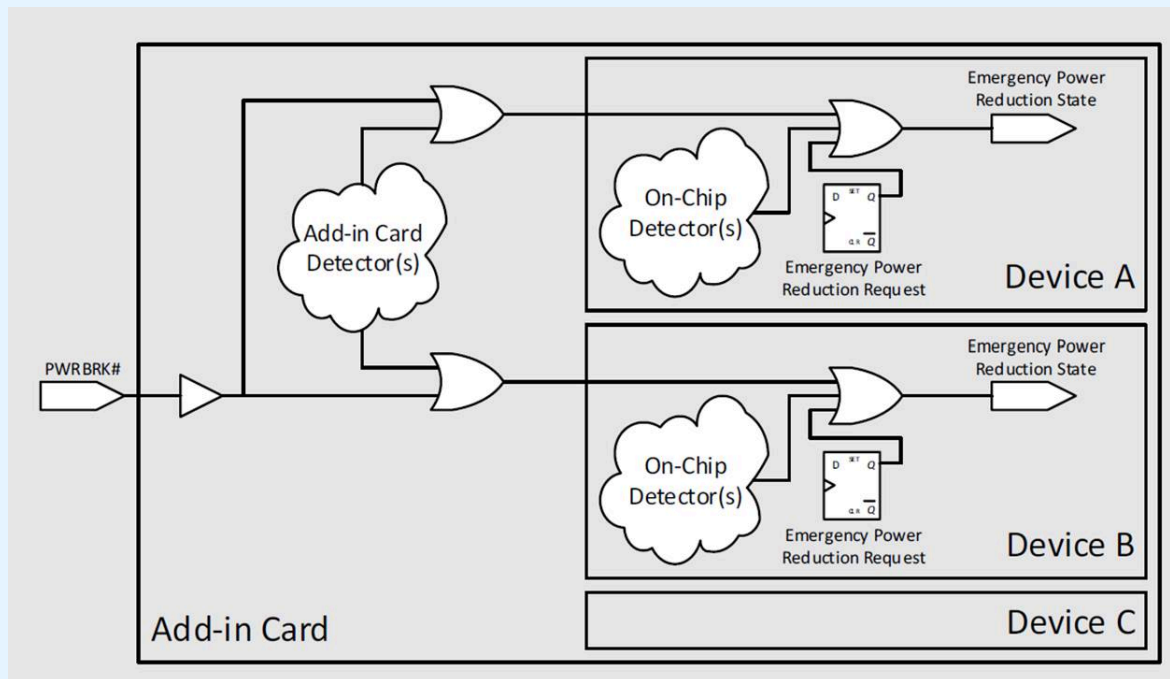 Emergency Power
Reduction State
Add-in Card
Detector(s)
On-Chip
Detector(s)
D SET Q
CLR Q
Emergency Power
Reduction Request
Device A
PWRBRK#
Emergency Power
Reduction State
On-Chip
Detector(s)
D SET Q
CLR Q
Emergency Power
Reduction Request
Device B
Add-in Card
Device C